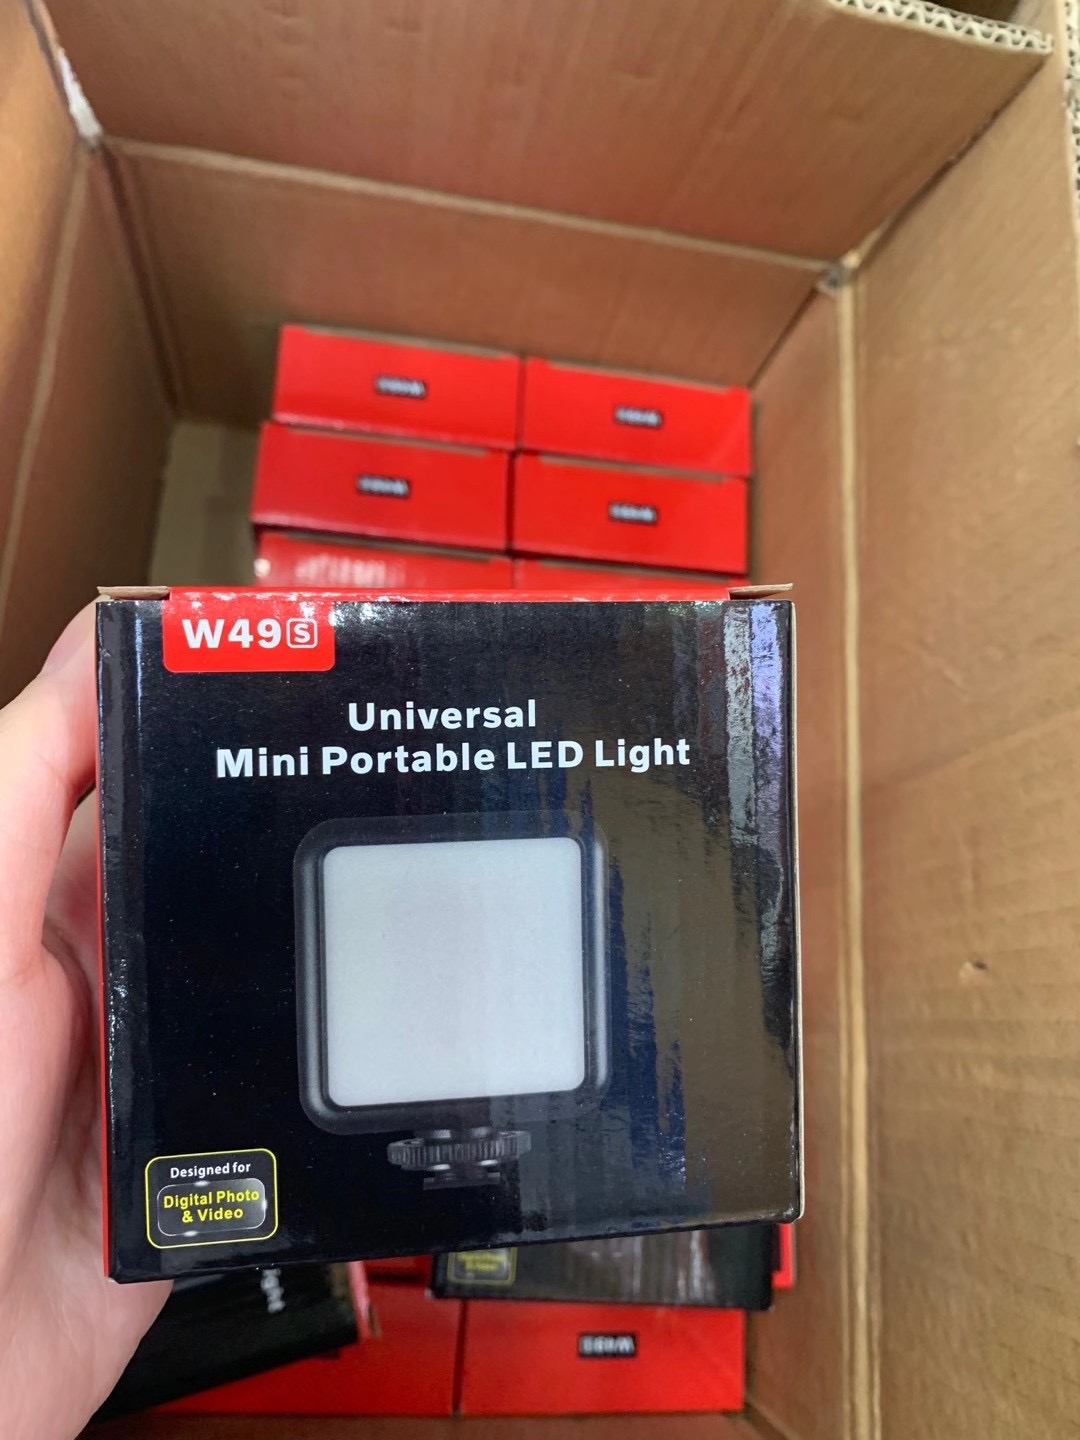 W49S
Universal
Mini Portable LED Light
Designed for
Digital Photo
& Video